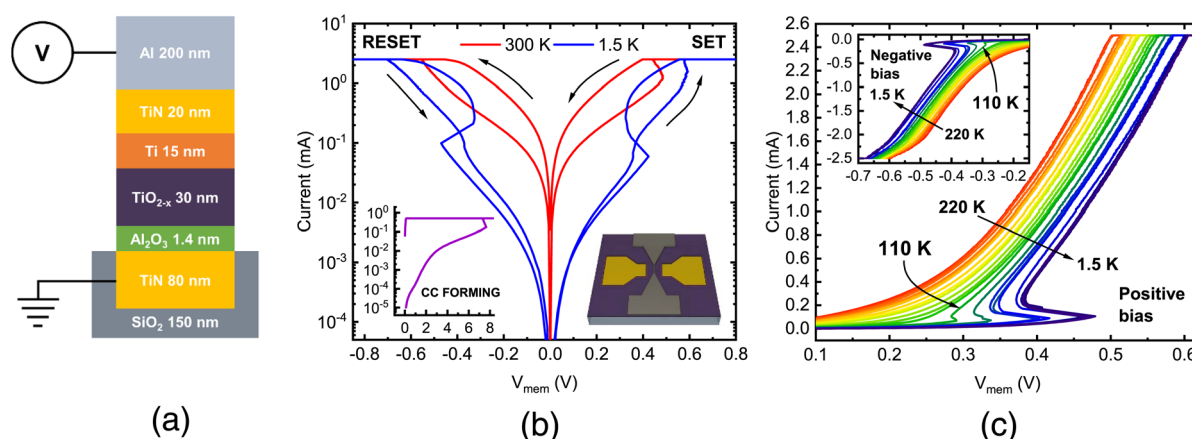 V
Al 200 nm
TiN 20 nm
Ti 15 nm
TiO₂₋ₓ 30 nm
Al₂O₃ 1.4 nm
TiN 80 nm
SiO₂ 150 nm
(a)
RESET
300 K
1.5 K
SET
Current (mA)
10¹
10⁰
10⁻¹
10⁻²
10⁻³
10⁻⁴
-0.8 -0.6 -0.4 -0.2 0.0 0.2 0.4 0.6 0.8
Vmem (V)
10⁰
10⁻¹
10⁻²
10⁻³
10⁻⁴
10⁻⁵
0 2 4 6 8
CC FORMING
(b)
Current (mA)
2.6
2.4
2.2
2.0
1.8
1.6
1.4
1.2
1.0
0.8
0.6
0.4
0.2
0.0
0.1 0.2 0.3 0.4 0.5 0.6
Vmem (V)
0.0
-0.5
-1.0
-1.5
-2.0
-2.5
-0.7 -0.6 -0.5 -0.4 -0.3 -0.2
Negative
bias
1.5 K
110 K
220 K
220 K
110 K
1.5 K
Positive
bias
(c)